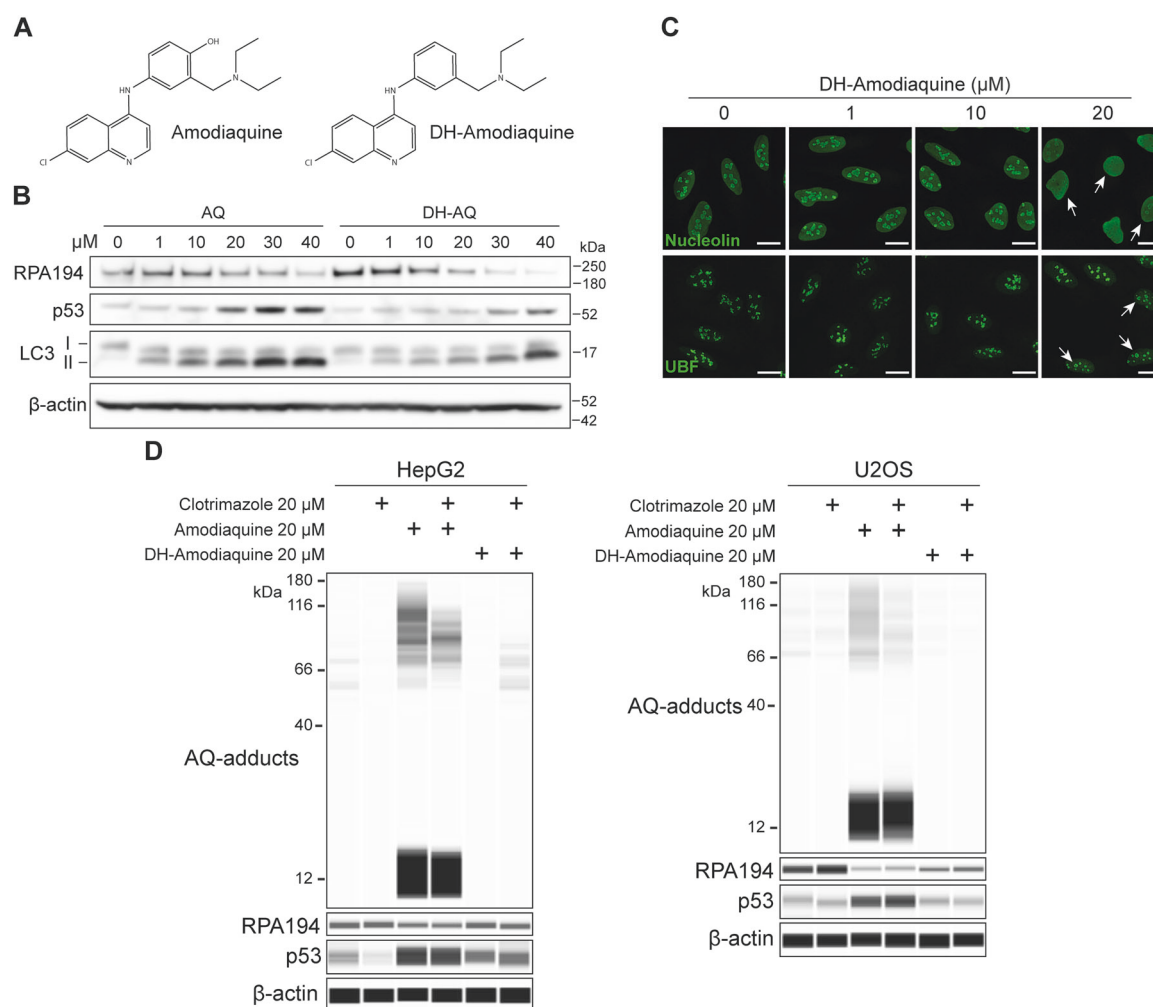 A
OH
N
HN
Cl
N
Amodiaquine
N
HN
Cl
N
DH-Amodiaquine
B
AQ DH-AQ
µM 0 1 10 20 30 40 0 1 10 20 30 40 kDa
RPA194 250
180
p53 52
LC3 I
II 17
β-actin 52
42
C
DH-Amodiaquine (µM)
0 1 10 20
Nucleolin
UBF
D
HepG2
Clotrimazole 20 µM + + +
Amodiaquine 20 µM + +
DH-Amodiaquine 20 µM + +
kDa
180
116
66
40
12
AQ-adducts
RPA194
p53
β-actin
U2OS
Clotrimazole 20 µM + + +
Amodiaquine 20 µM + +
DH-Amodiaquine 20 µM + +
kDa
180
116
66
40
12
AQ-adducts
RPA194
p53
β-actin